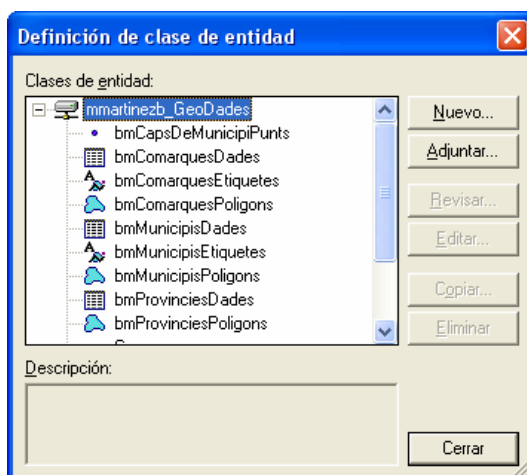 Definición de clase de entidad
Clases de entidad:
mmartinezb_GeoDades
bmCapsDeMunicipiPunts
bmComarquesDades
bmComarquesEtiquetes
bmComarquesPoligons
bmMunicipisDades
bmMunicipisEtiquetes
bmMunicipisPoligons
bmProvinciesDades
bmProvinciesPoligons
Nuevo...
Adjuntar...
Revisar...
Editar...
Copiar...
Eliminar
Descripción:
Cerrar